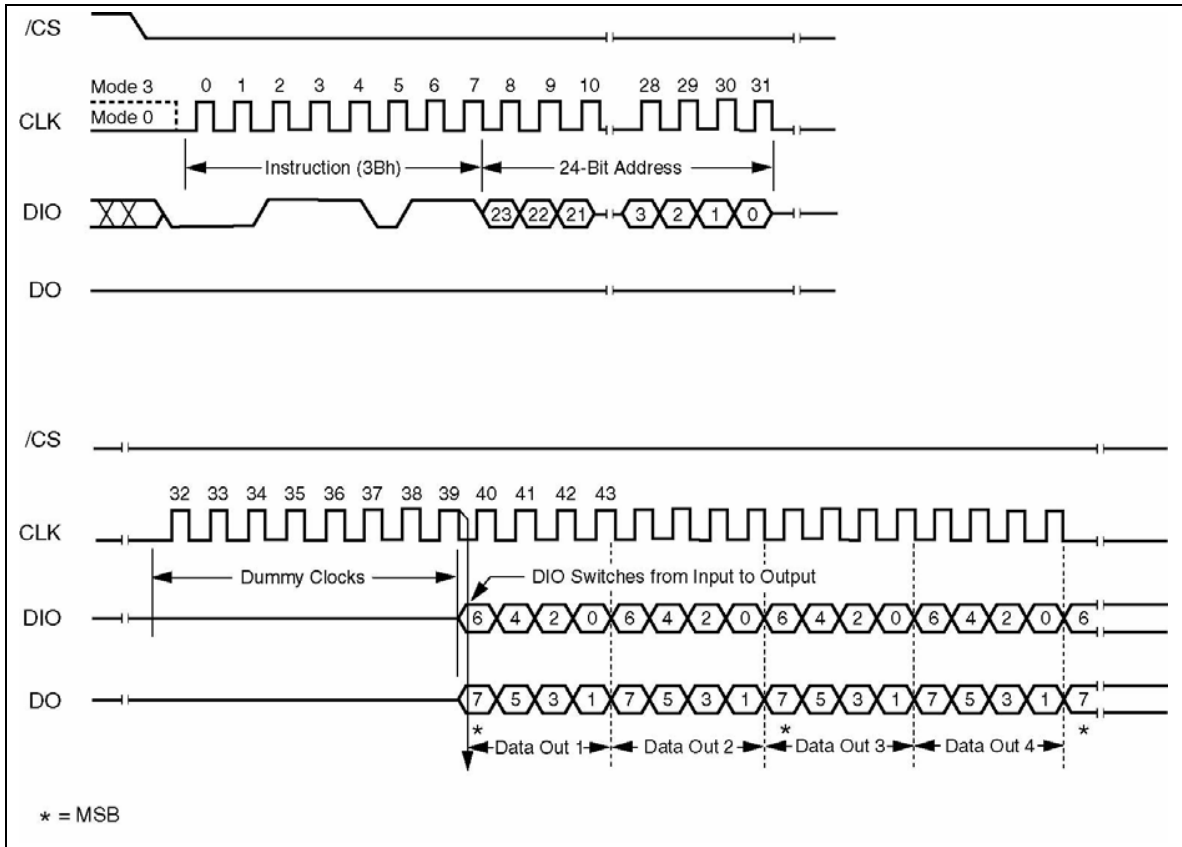 /CS
Mode 3 0 1 2 3 4 5 6 7 8 9 10 28 29 30 31
Mode 0
CLK
Instruction (3Bh) 24-Bit Address
DIO 23 22 21 3 2 1 0
DO
/CS
32 33 34 35 36 37 38 39 40 41 42 43
CLK
Dummy Clocks DIO Switches from Input to Output
DIO 6 4 2 0 6 4 2 0 6 4 2 0 6 4 2 0 6
DO 7 5 3 1 7 5 3 1 7 5 3 1 7 5 3 1 7
* * *
Data Out 1 Data Out 2 Data Out 3 Data Out 4
* = MSB